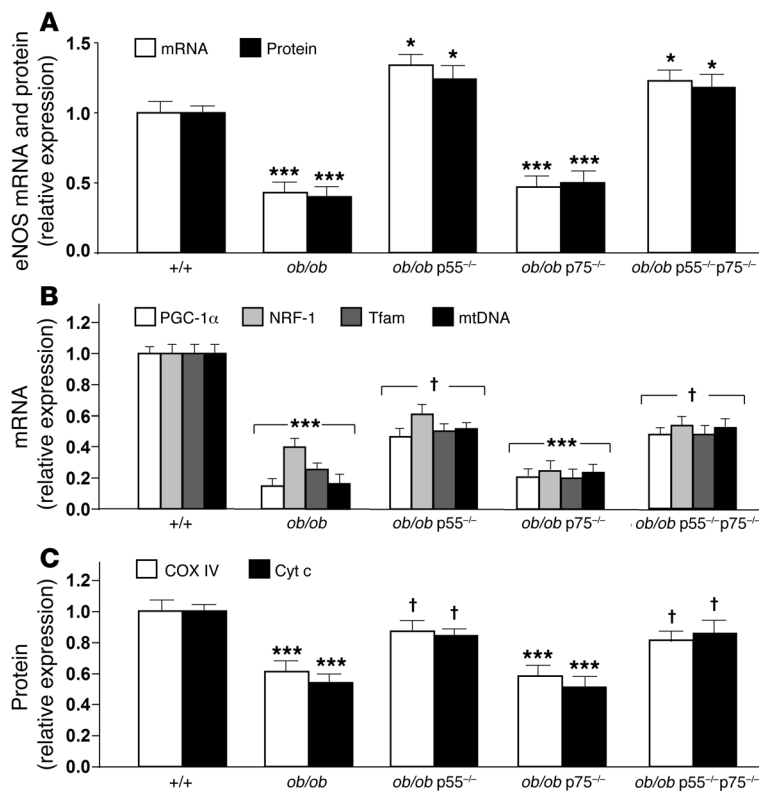 A
eNOS mRNA and protein
(relative expression)
1.5
1.0
0.5
0.0
mRNA Protein
*** *** * * *** *** * *
+/+ ob/ob ob/ob p55⁻/⁻ ob/ob p75⁻/⁻ ob/ob p55⁻/⁻p75⁻/⁻
B
mRNA
(relative expression)
1.2
1.0
0.8
0.6
0.4
0.2
0.0
PGC-1α NRF-1 Tfam mtDNA
*** † *** †
+/+ ob/ob ob/ob p55⁻/⁻ ob/ob p75⁻/⁻ ob/ob p55⁻/⁻p75⁻/⁻
C
Protein
(relative expression)
1.2
1.0
0.8
0.6
0.4
0.2
0.0
COX IV Cyt c
*** *** † † *** *** † †
+/+ ob/ob ob/ob p55⁻/⁻ ob/ob p75⁻/⁻ ob/ob p55⁻/⁻p75⁻/⁻